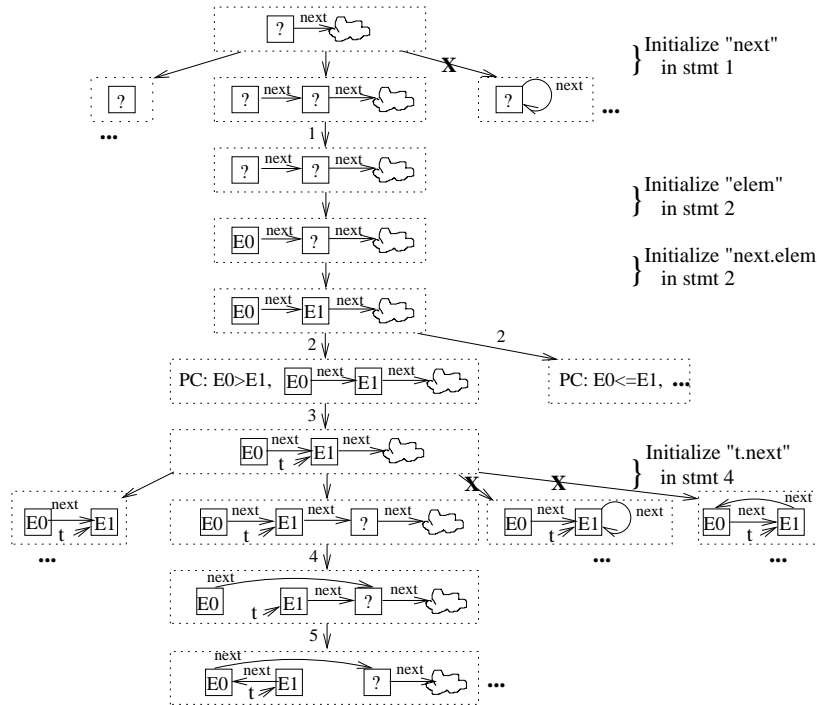 next
?
Initialize "next"
in stmt 1
X
?
...
next
next
? ?
?
next
...
1
next
next
? ?
Initialize "elem"
in stmt 2
next
next
E0 ?
Initialize "next.elem
in stmt 2
next
next
E0 E1
2
2
PC: E0>E1,
next
next
E0 E1
PC: E0<=E1, ...
3
next
next
E0 E1
t
Initialize "t.next"
in stmt 4
X
X
next
E0 E1
t
...
next
next
next
E0 E1 ?
t
next
E0 E1
next
t
...
next
next
E0 E1
t
...
4
next
next
next
E0 E1 ?
t
5
next
next
next
E0 E1 ?
t
...